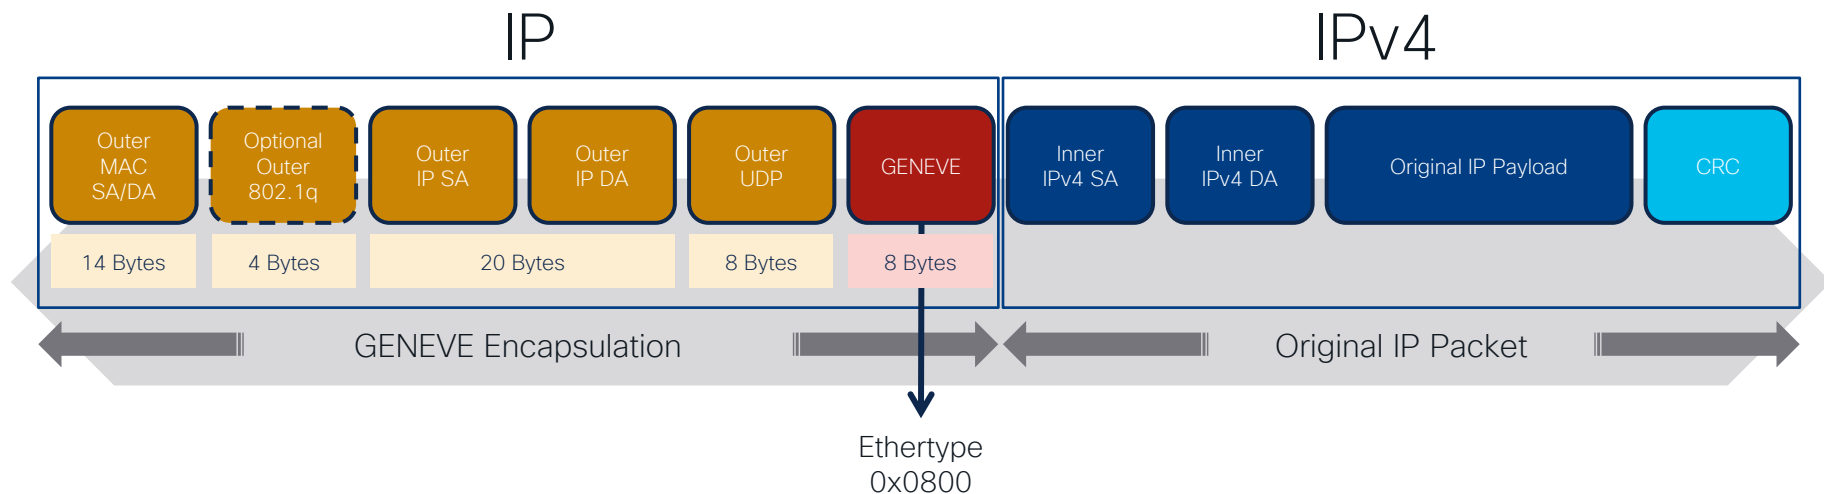 IP
IPv4
Outer
MAC
SA/DA
Optional
Outer
802.1q
Outer
IP SA
Outer
IP DA
Outer
UDP
GENEVE
Inner
IPv4 SA
Inner
IPv4 DA
Original IP Payload
CRC
14 Bytes
4 Bytes
20 Bytes
8 Bytes
8 Bytes
GENEVE Encapsulation
Original IP Packet
Ethertype
0x0800